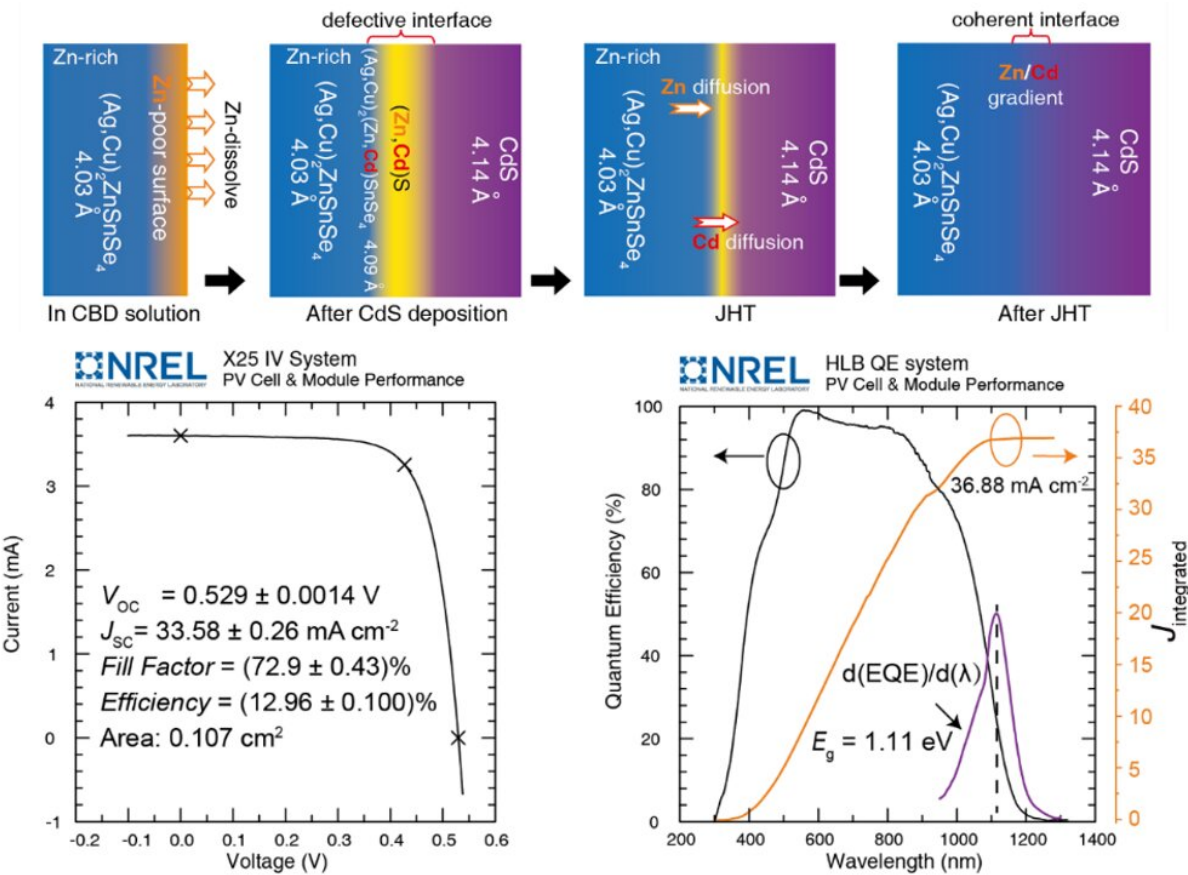 defective interface
coherent interface
Zn-rich
Zn-poor surface
(Ag,Cu)₂ZnSnSe₄
4.03 Å
Zn-dissolve
In CBD solution
Zn-rich
(Ag,Cu)₂ZnSnSe₄
4.03 Å
(Ag,Cu)₂(Zn,Cd)SnSe₄ 4.09 Å
(Zn,Cd)S
CdS
4.14 Å
After CdS deposition
Zn-rich
Zn diffusion
(Ag,Cu)₂ZnSnSe₄
4.03 Å
CdS
4.14 Å
Cd diffusion
JHT
Zn/Cd
gradient
(Ag,Cu)₂ZnSnSe₄
4.03 Å
CdS
4.14 Å
After JHT
NREL
NATIONAL RENEWABLE ENERGY LABORATORY
X25 IV System
PV Cell & Module Performance
4
3
2
1
0
-1
Current (mA)
V_OC = 0.529 ± 0.0014 V
J_SC= 33.58 ± 0.26 mA cm⁻²
Fill Factor = (72.9 ± 0.43)%
Efficiency = (12.96 ± 0.100)%
Area: 0.107 cm²
-0.2 -0.1 0.0 0.1 0.2 0.3 0.4 0.5 0.6
Voltage (V)
NREL
NATIONAL RENEWABLE ENERGY LABORATORY
HLB QE system
PV Cell & Module Performance
100
80
60
40
20
0
Quantum Efficiency (%)
36.88 mA cm⁻²
d(EQE)/d(λ)
E_g = 1.11 eV
40
35
30
25
20
15
10
5
0
J_integrated
200 400 600 800 1000 1200 1400
Wavelength (nm)